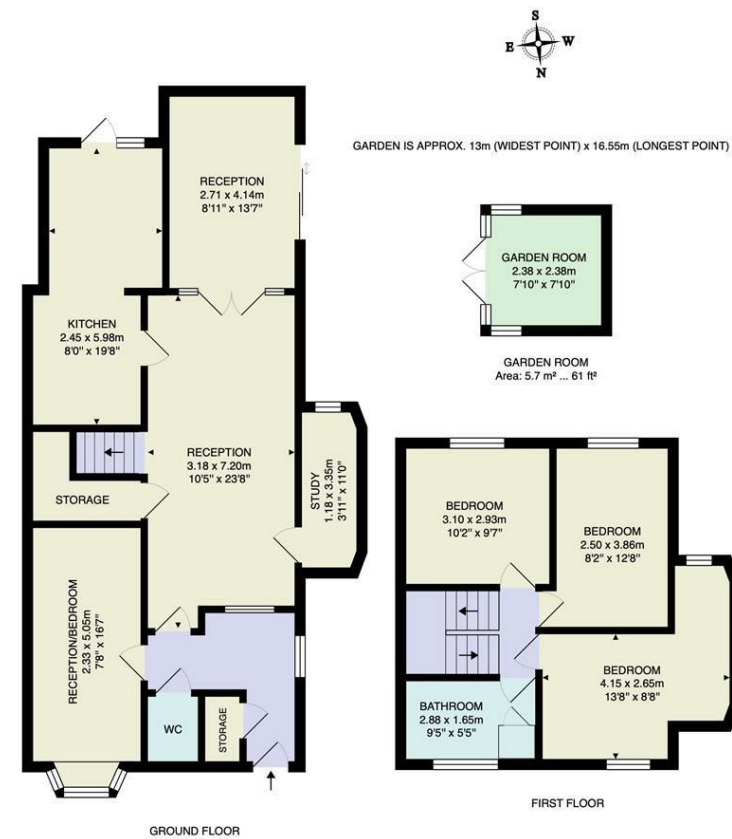 S
E W
N
GARDEN IS APPROX. 13m (WIDEST POINT) x 16.55m (LONGEST POINT)
RECEPTION
2.71 x 4.14m
8'11" x 13'7"
GARDEN ROOM
2.38 x 2.38m
7'10" x 7'10"
GARDEN ROOM
Area: 5.7 m² ... 61 ft²
KITCHEN
2.45 x 5.98m
8'0" x 19'8"
RECEPTION
3.18 x 7.20m
10'5" x 23'8"
STUDY
1.18 x 3.35m
3'11" x 11'0"
STORAGE
RECEPTION/BEDROOM
2.33 x 5.05m
7'8" x 16'7"
WC
STORAGE
GROUND FLOOR
BEDROOM
3.10 x 2.93m
10'2" x 9'7"
BEDROOM
2.50 x 3.86m
8'2" x 12'8"
BEDROOM
4.15 x 2.65m
13'8" x 8'8"
BATHROOM
2.88 x 1.65m
9'5" x 5'5"
FIRST FLOOR